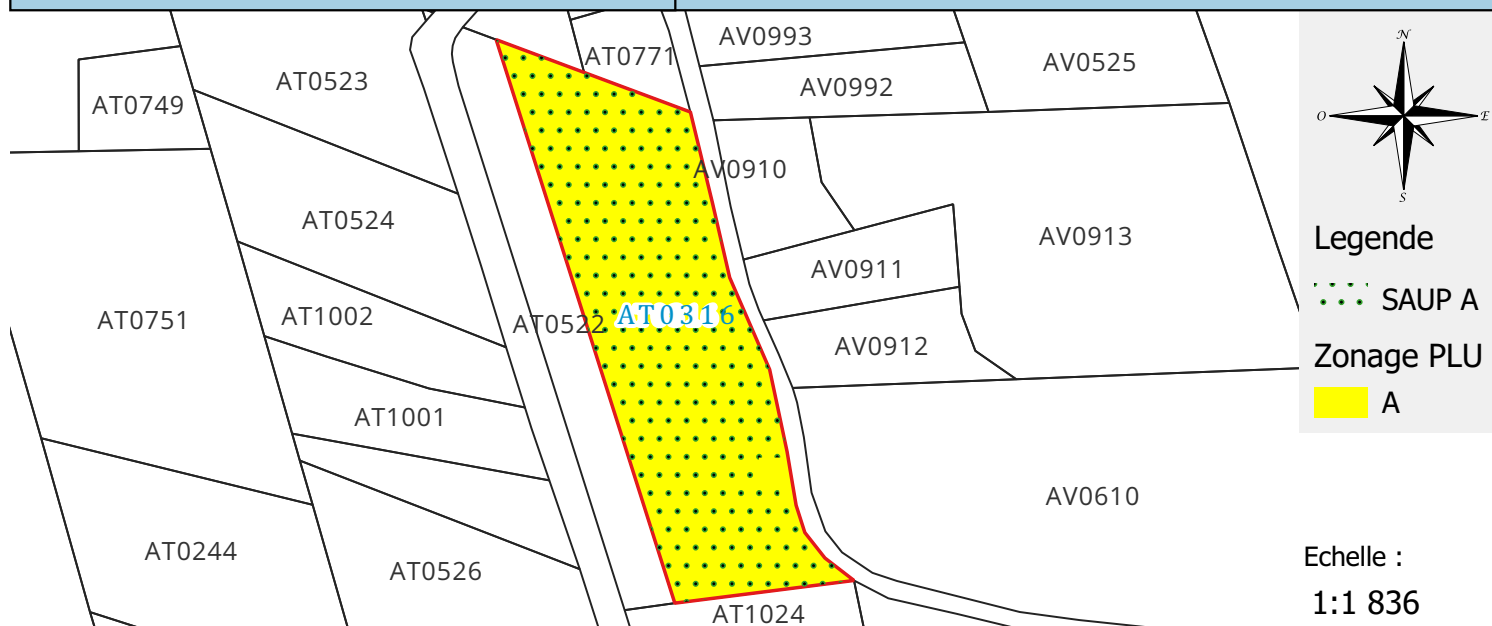 AV0993
AT0771
AV0525
AT0523
AV0992
AT0749
AV0910
AT0524
AV0913
AV0911
AT0751
AT1002
AT0522
AT0316
AV0912
AT1001
AV0610
AT0244
AT0526
AT1024
N
O
E
S
Legende
SAUP A
Zonage PLU
A
Echelle :
1:1 836